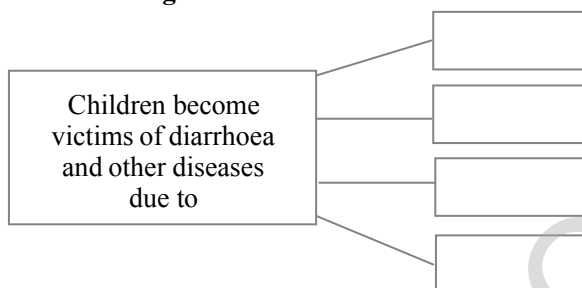 Children become
victims of diarrhoea
and other diseases
due to